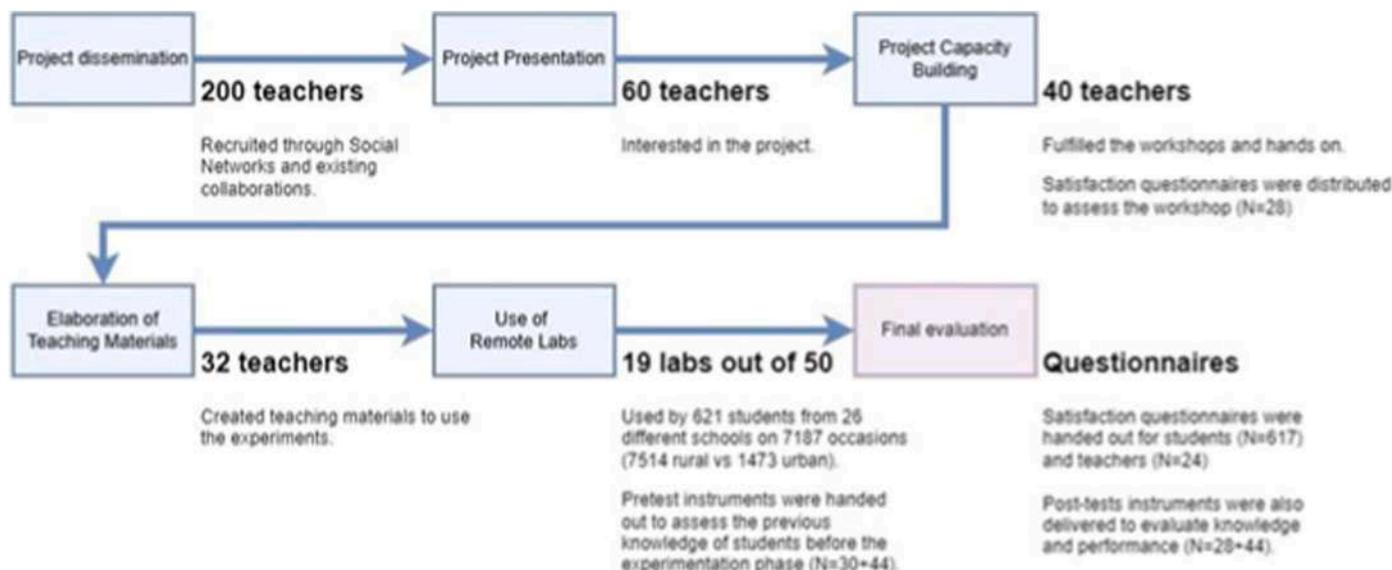 Project dissemination
200 teachers
Recruited through Social
Networks and existing
collaborations.
Project Presentation
60 teachers
Interested in the project.
Project Capacity
Building
40 teachers
Fulfilled the workshops and hands on.
Satisfaction questionnaires were distributed
to assess the workshop (N=28)
Elaboration of
Teaching Materials
32 teachers
Created teaching materials to use
the experiments.
Use of
Remote Labs
19 labs out of 50
Used by 621 students from 26
different schools on 7187 occasions
(7514 rural vs 1473 urban).
Pretest instruments were handed
out to assess the previous
knowledge of students before the
experimentation phase (N=30+44).
Final evaluation
Questionnaires
Satisfaction questionnaires were
handed out for students (N=617)
and teachers (N=24)
Post-tests instruments were also
delivered to evaluate knowledge
and performance (N=28+44).